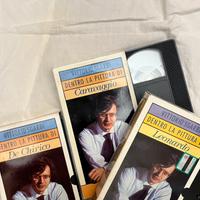 VITTORIO SGARBI
DENTRO LA PITTURA DI
Caravaggio
VITTORIO SGARBI
DENTRO LA PITTURA DI
De Chirico
VITTORIO SGARBI
DENTRO LA PITTURA DI
Leonardo